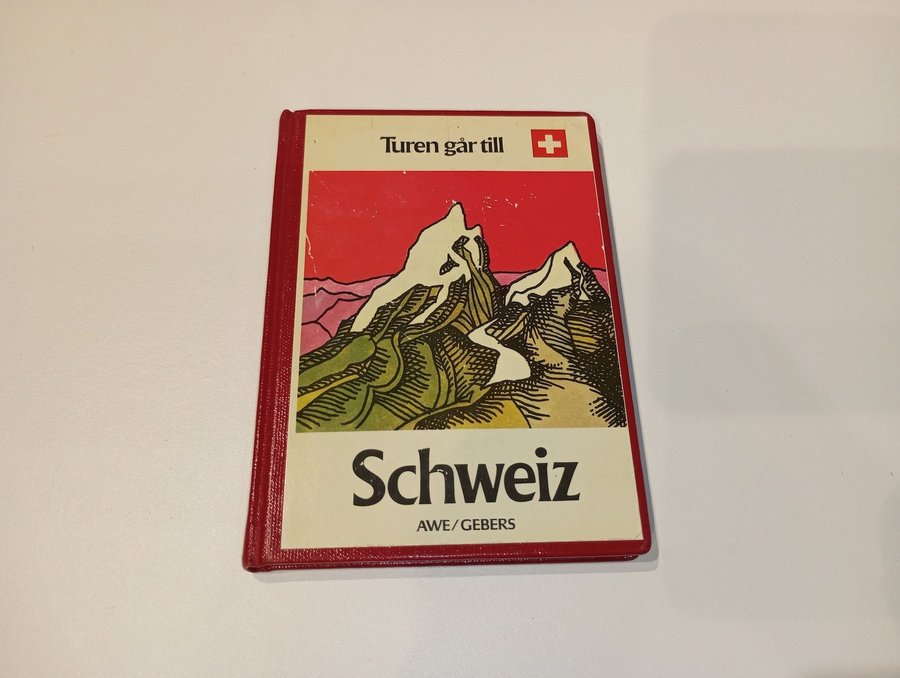 Turen går till
Schweiz
AWE/GEBERS